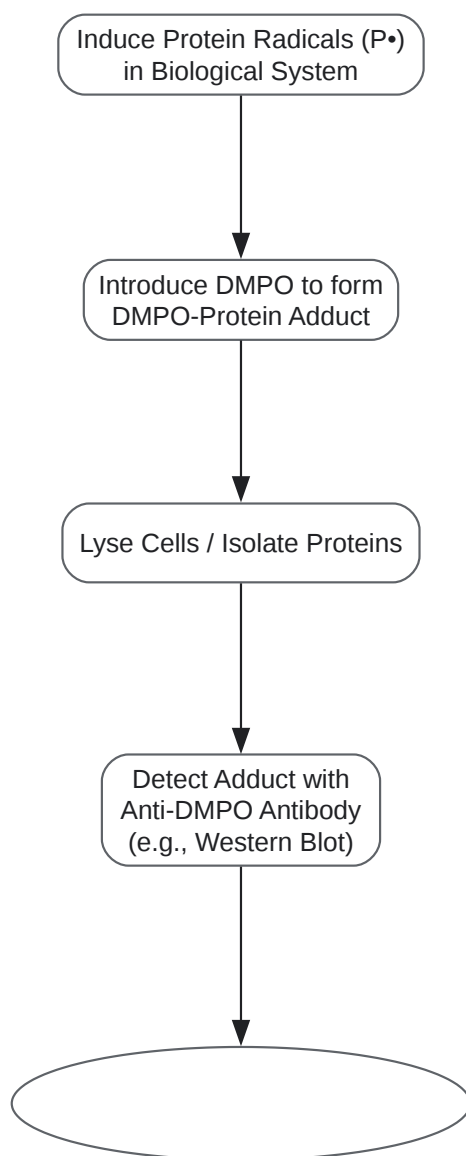 Induce Protein Radicals (P•)
in Biological System
Introduce DMPO to form
DMPO-Protein Adduct
Lyse Cells / Isolate Proteins
Detect Adduct with
Anti-DMPO Antibody
(e.g., Western Blot)